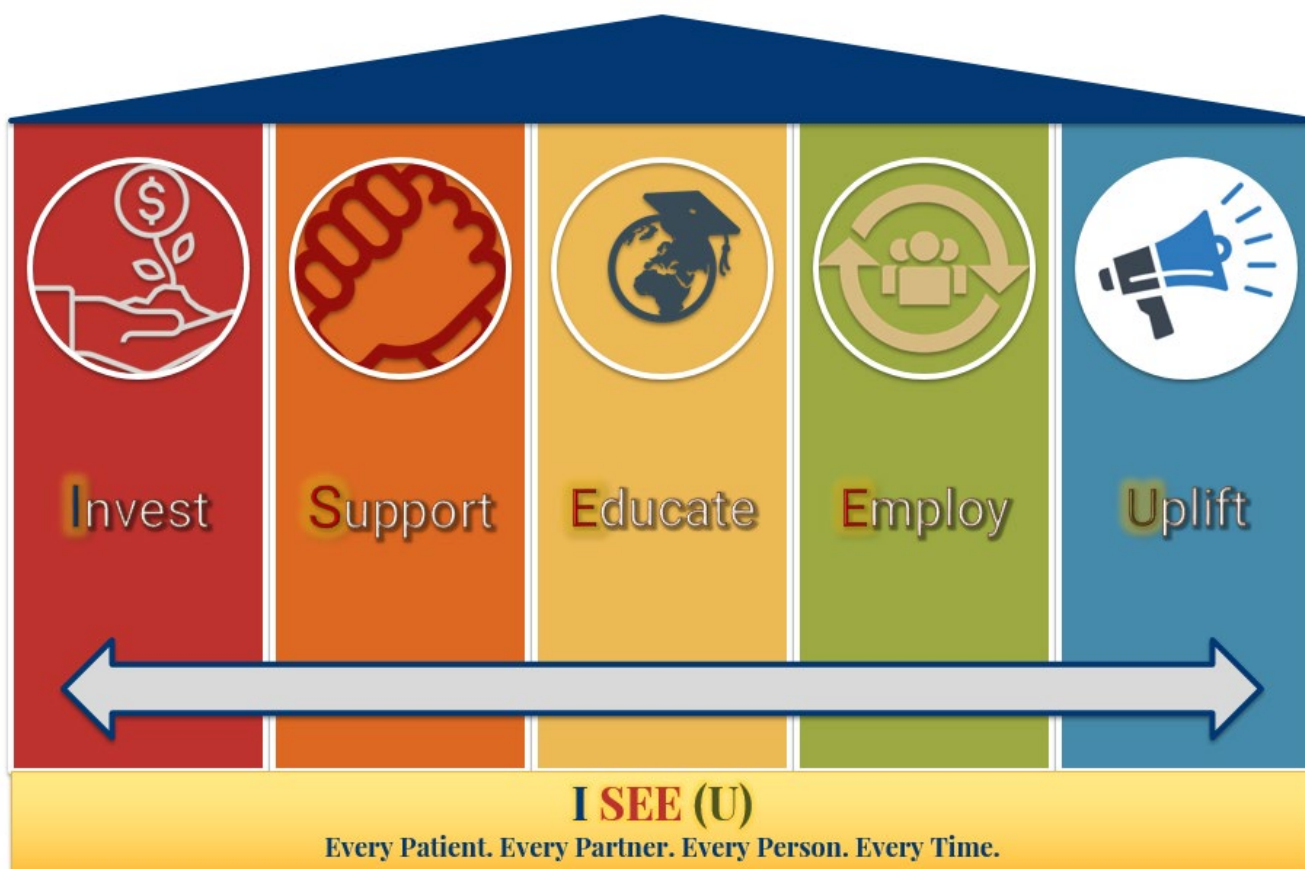 $
Invest
Support
Educate
Employ
Uplift
I SEE (U)
Every Patient. Every Partner. Every Person. Every Time.